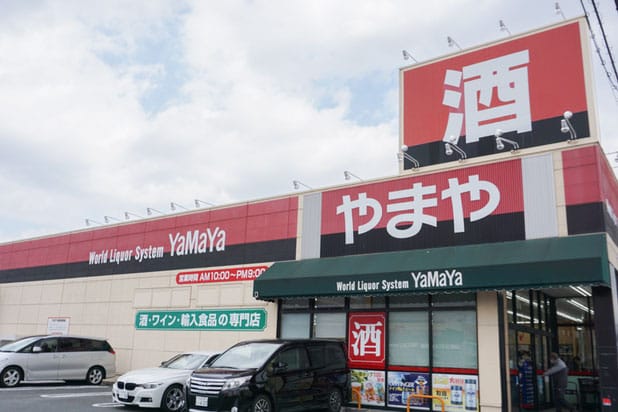 酒
やまや
World Liquor System YaMaYa
営業時間 AM10:00～PM9:00
World Liquor System YaMaYa
酒・ワイン・輸入食品の専門店
酒